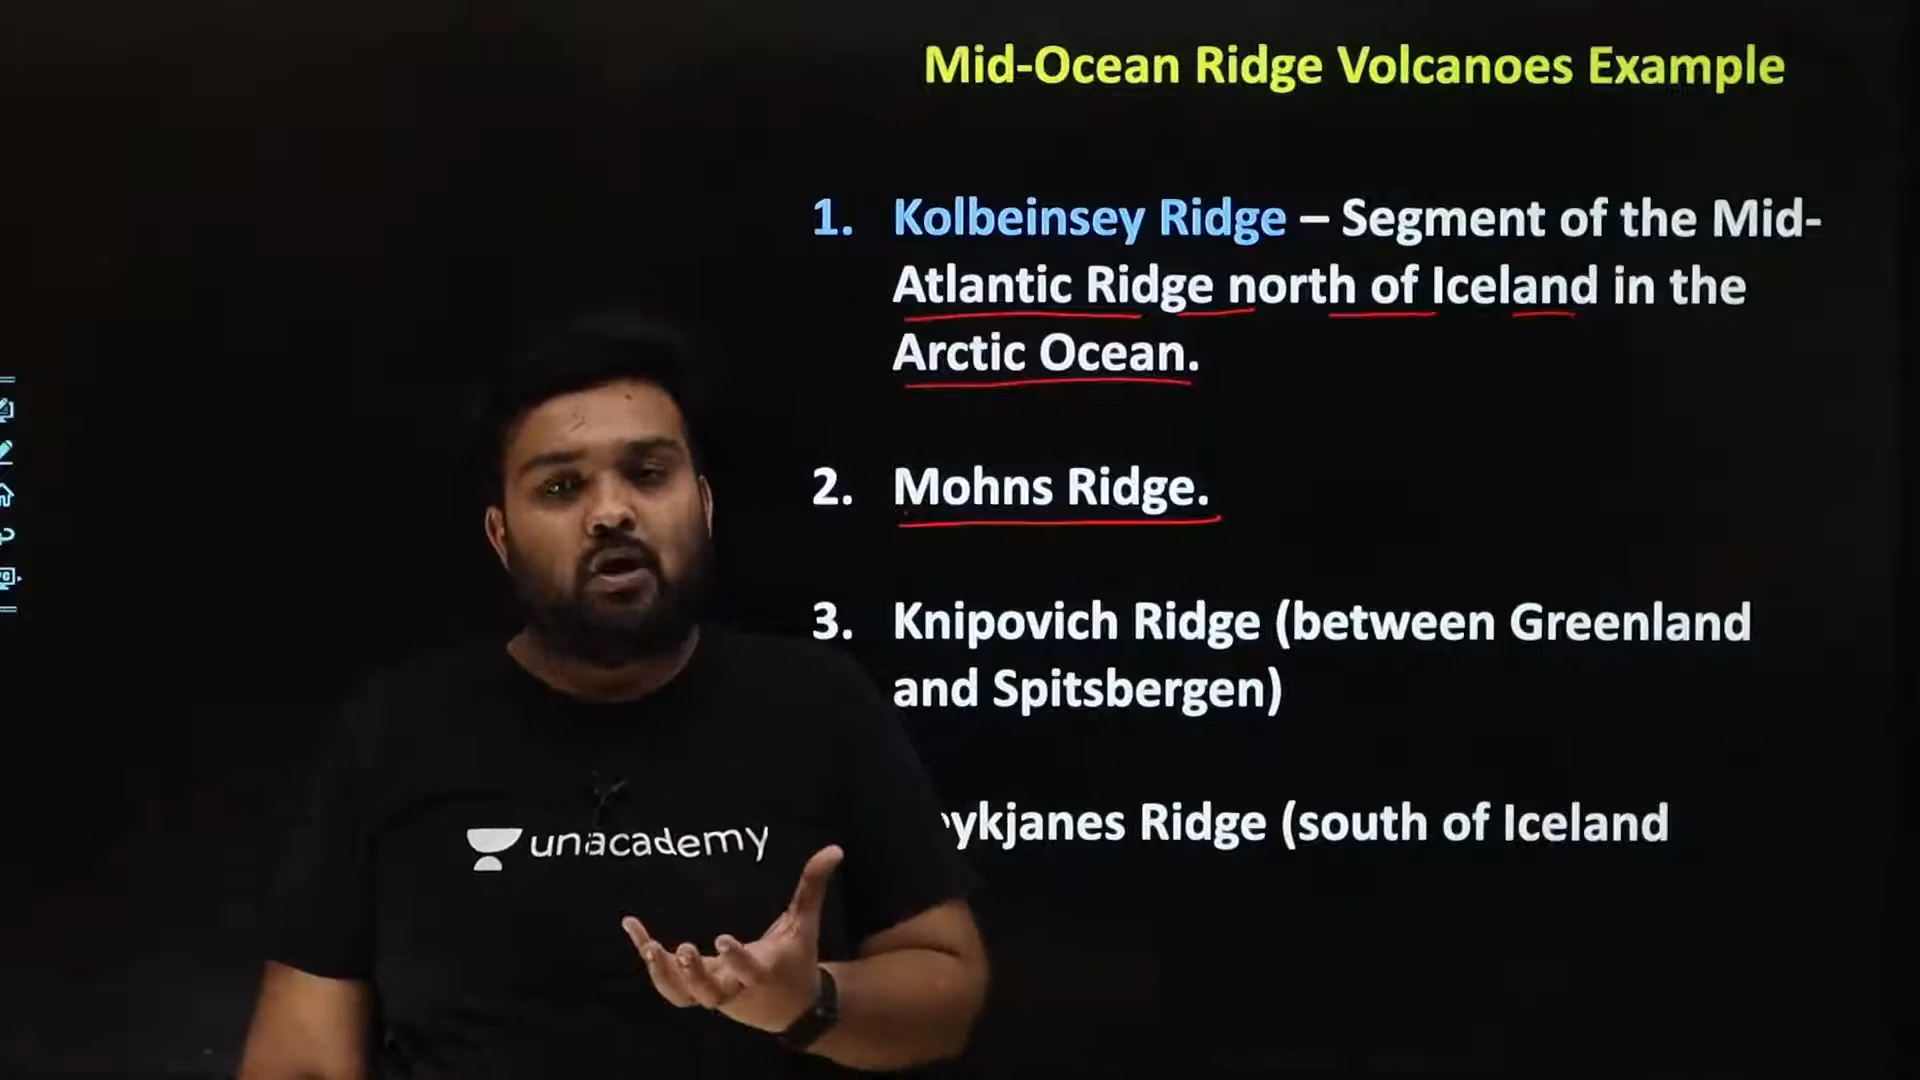 Mid-Ocean Ridge Volcanoes Example
1. Kolbeinsey Ridge – Segment of the Mid-
Atlantic Ridge north of Iceland in the
Arctic Ocean.
2. Mohns Ridge.
3. Knipovich Ridge (between Greenland
and Spitsbergen)
ykjanes Ridge (south of Iceland
unacademy